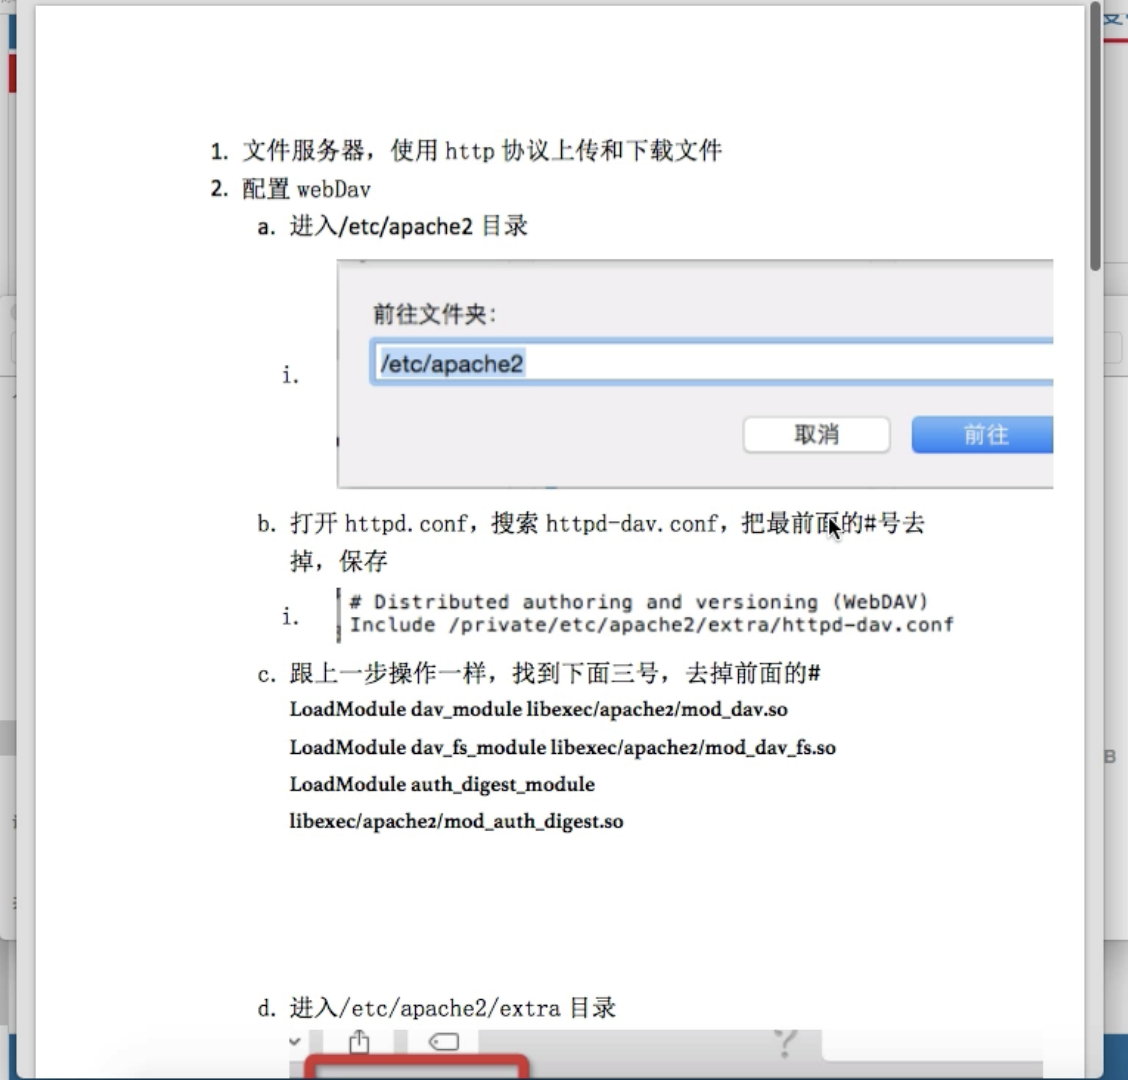 1. 文件服务器，使用 http 协议上传和下载文件
2. 配置 webDav
a. 进入/etc/apache2 目录
前往文件夹：
i. /etc/apache2
取消 前往
b. 打开 httpd.conf，搜索 httpd-dav.conf，把最前面的#号去
掉，保存
# Distributed authoring and versioning (WebDAV)
i. Include /private/etc/apache2/extra/httpd-dav.conf
c. 跟上一步操作一样，找到下面三号，去掉前面的#
LoadModule dav_module libexec/apache2/mod_dav.so
LoadModule dav_fs_module libexec/apache2/mod_dav_fs.so
LoadModule auth_digest_module
libexec/apache2/mod_auth_digest.so
d. 进入/etc/apache2/extra 目录
?
B